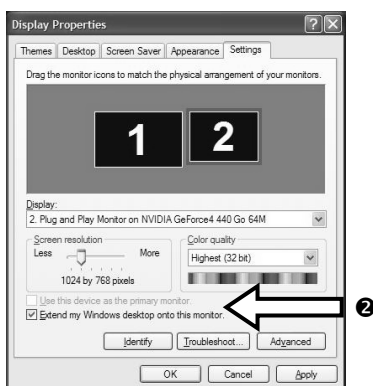 Display Properties
Themes Desktop Screen Saver Appearance Settings
Drag the monitor icons to match the physical arrangement of your monitors.
1 2
Display:
2. Plug and Play Monitor on NVIDIA GeForce4 440 Go 64M
Screen resolution Color quality
Less More Highest (32 bit)
1024 by 768 pixels
Use this device as the primary monitor.
Extend my Windows desktop onto this monitor.
❷
Identify Troubleshoot... Advanced
OK Cancel Apply